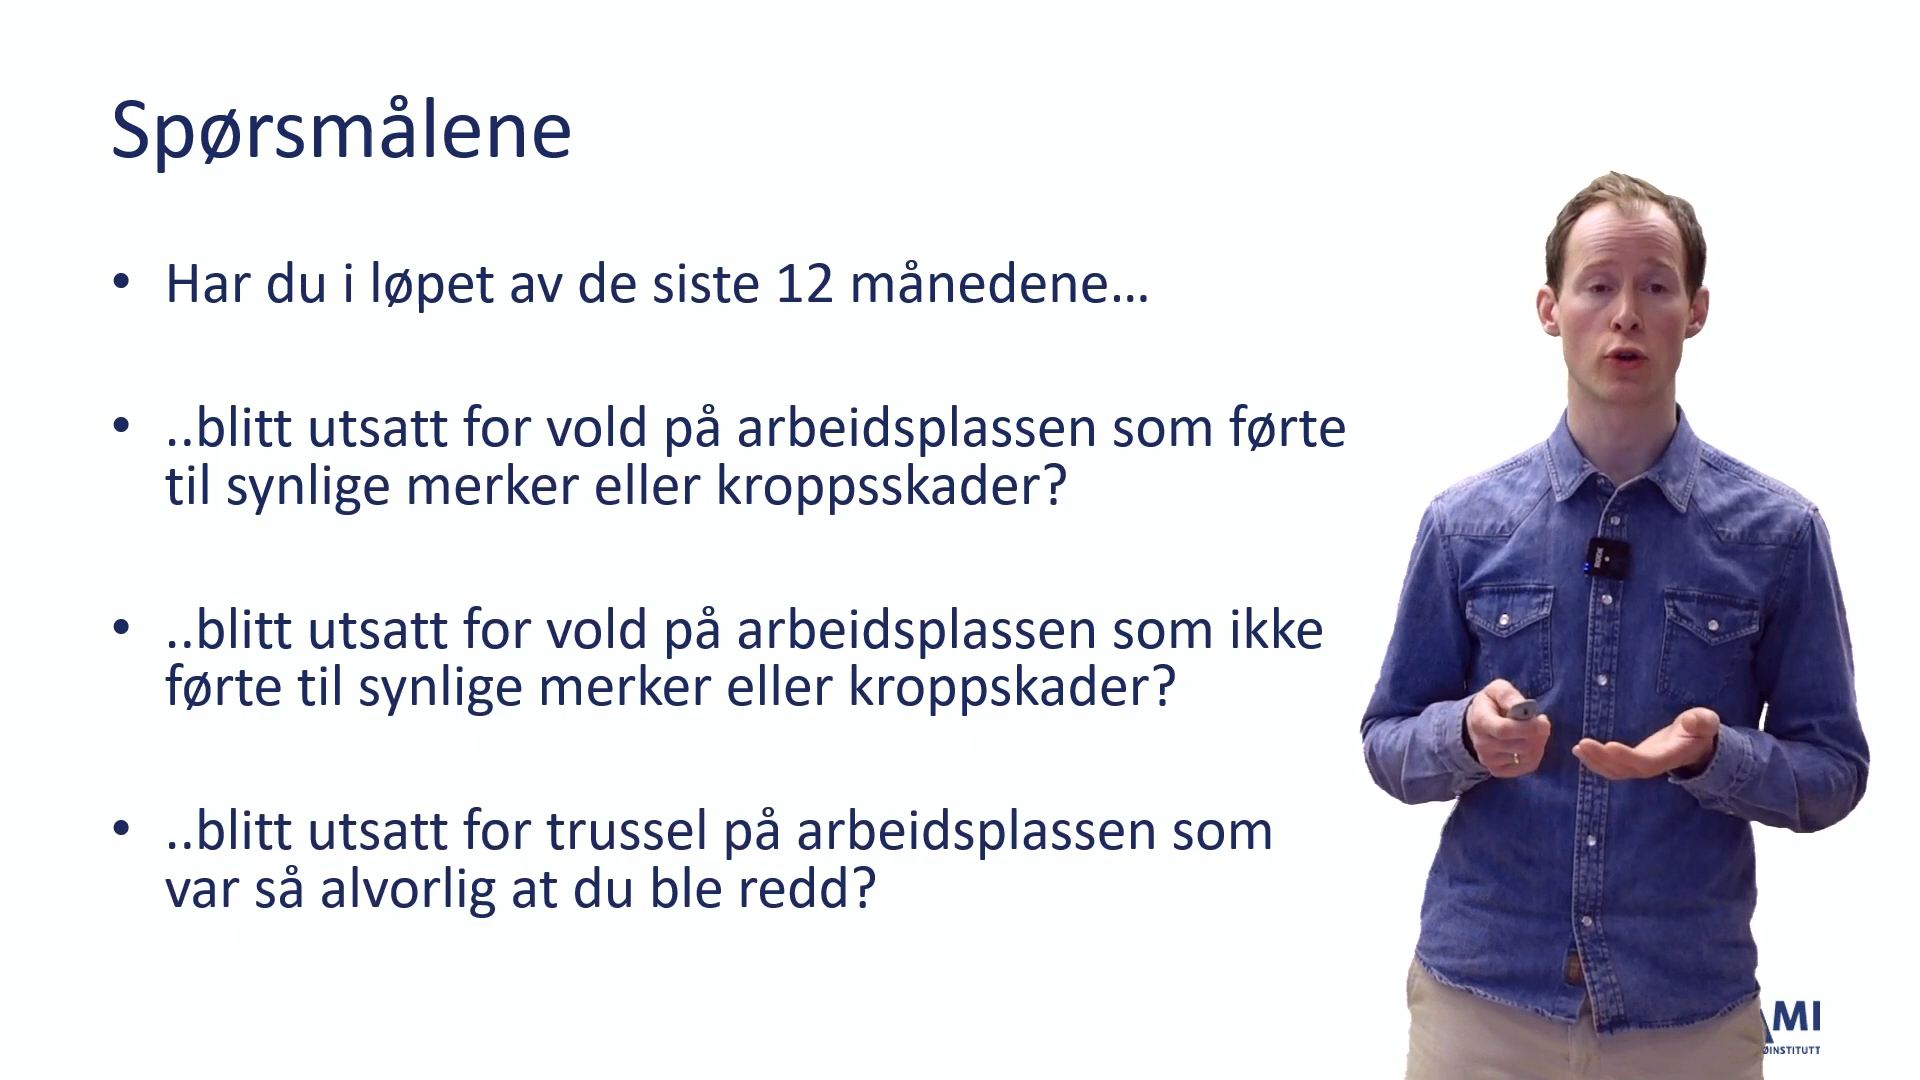 Spørsmålene
• Har du i løpet av de siste 12 månedene...
• ..blitt utsatt for vold på arbeidsplassen som førte
til synlige merker eller kroppsskader?
• ..blitt utsatt for vold på arbeidsplassen som ikke
førte til synlige merker eller kroppskader?
• ..blitt utsatt for trussel på arbeidsplassen som
var så alvorlig at du ble redd?
AMI
ØINSTITUTT